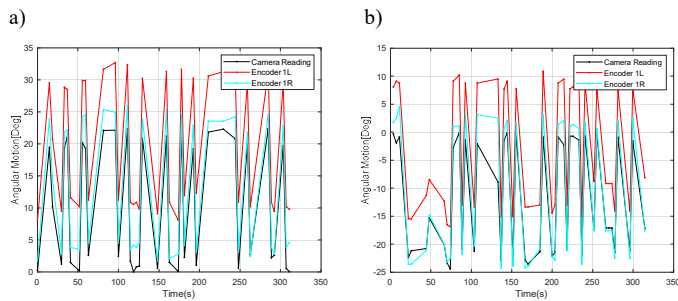 a)
b)
40
35
30
25
20
15
10
5
0
Angular Motion[Deg]
0 50 100 150 200 250 300 350
Time(s)
Camera Reading
Encoder 1L
Encoder 1R
15
10
5
0
-5
-10
-15
-20
-25
Angular Motion[Deg]
0 50 100 150 200 250 300 350
Time(s)
Camera Reading
Encoder 1L
Encoder 1R